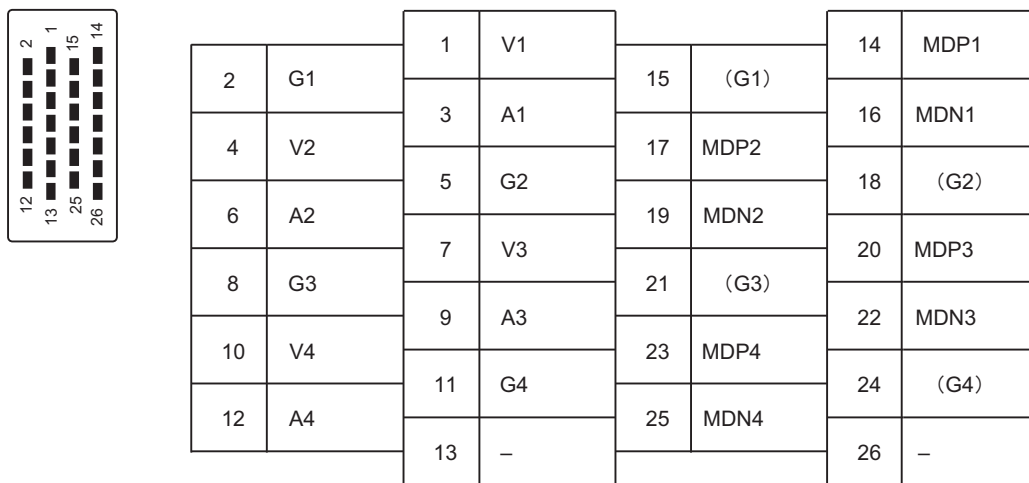 2 1 15 14
12 13 25 26
1 V1
14 MDP1
2 G1
15 （G1）
3 A1
16 MDN1
4 V2
17 MDP2
5 G2
18 （G2）
6 A2
19 MDN2
7 V3
20 MDP3
8 G3
21 （G3）
9 A3
22 MDN3
10 V4
23 MDP4
11 G4
24 （G4）
12 A4
25 MDN4
13 –
26 –